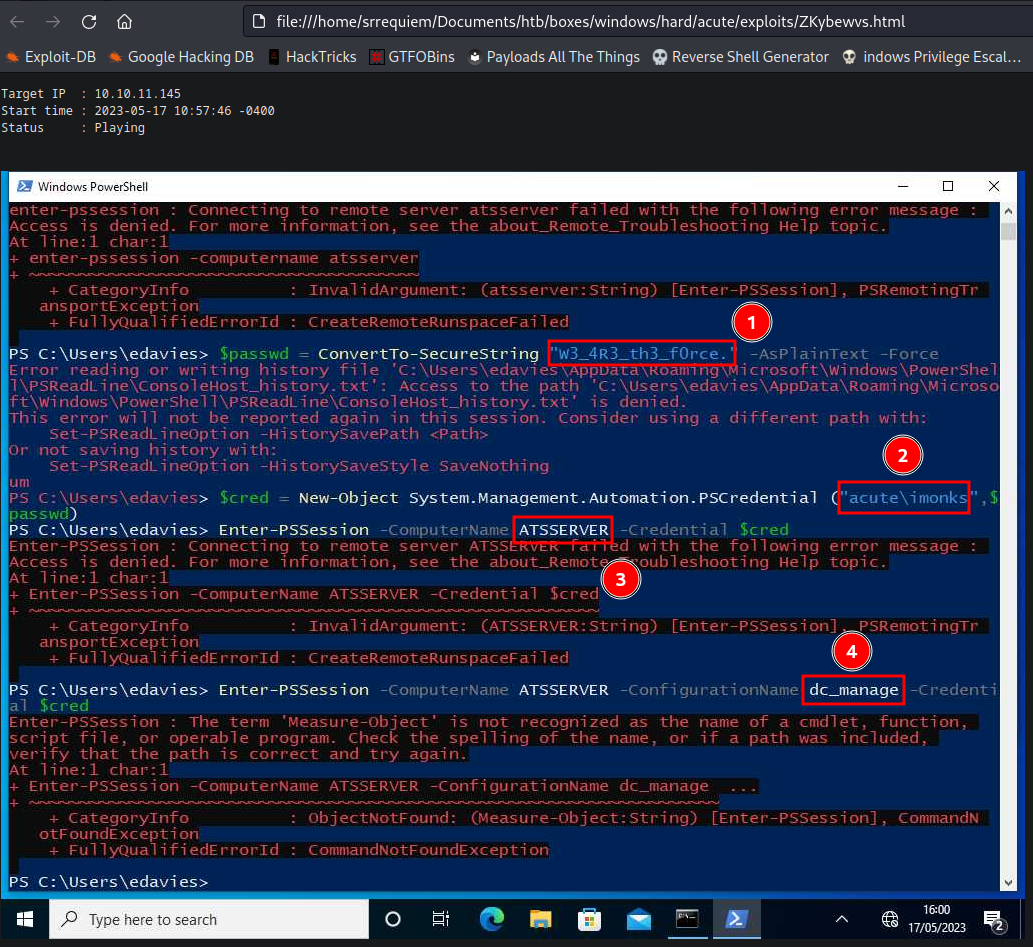 file:///home/srrequiem/Documents/htb/boxes/windows/hard/acute/exploits/ZKybewvs.html
Exploit-DB Google Hacking DB HackTricks GTFOBins Payloads All The Things Reverse Shell Generator indows Privilege Escal…
Target IP : 10.10.11.145
Start time : 2023-05-17 10:57:46 -0400
Status : Playing
Windows PowerShell
enter-pssession : Connecting to remote server atsserver failed with the following error message :
Access is denied. For more information, see the about_Remote_Troubleshooting Help topic.
At line:1 char:1
+ enter-pssession -computername atsserver
+ ~~~~~~~~~~~~~~~~~~~~~~~~~~~~~~~~~~~~~~~
+ CategoryInfo : InvalidArgument: (atsserver:String) [Enter-PSSession], PSRemotingTr
ansportException
+ FullyQualifiedErrorId : CreateRemoteRunspaceFailed
1
PS C:\Users\edavies> $passwd = ConvertTo-SecureString "W3_4R3_th3_f0rce." -AsPlainText -Force
Error reading or writing history file 'C:\Users\edavies\AppData\Roaming\Microsoft\Windows\PowerShel
l\PSReadLine\ConsoleHost_history.txt': Access to the path 'C:\Users\edavies\AppData\Roaming\Microso
ft\Windows\PowerShell\PSReadLine\ConsoleHost_history.txt' is denied.
This error will not be reported again in this session. Consider using a different path with:
Set-PSReadLineOption -HistorySavePath <Path>
Or not saving history with:
Set-PSReadLineOption -HistorySaveStyle SaveNothing
um
2
PS C:\Users\edavies> $cred = New-Object System.Management.Automation.PSCredential ("acute\imonks",$
passwd)
PS C:\Users\edavies> Enter-PSSession -ComputerName ATSSERVER -Credential $cred
Enter-PSSession : Connecting to remote server ATSSERVER failed with the following error message :
Access is denied. For more information, see the about_Remote_Troubleshooting Help topic.
At line:1 char:1
3
+ Enter-PSSession -ComputerName ATSSERVER -Credential $cred
+ ~~~~~~~~~~~~~~~~~~~~~~~~~~~~~~~~~~~~~~~~~~~~~~~~~~~~~~~~~
+ CategoryInfo : InvalidArgument: (ATSSERVER:String) [Enter-PSSession], PSRemotingTr
ansportException
+ FullyQualifiedErrorId : CreateRemoteRunspaceFailed
4
PS C:\Users\edavies> Enter-PSSession -ComputerName ATSSERVER -ConfigurationName dc_manage -Credenti
al $cred
Enter-PSSession : The term 'Measure-Object' is not recognized as the name of a cmdlet, function,
script file, or operable program. Check the spelling of the name, or if a path was included,
verify that the path is correct and try again.
At line:1 char:1
+ Enter-PSSession -ComputerName ATSSERVER -ConfigurationName dc_manage ...
+ ~~~~~~~~~~~~~~~~~~~~~~~~~~~~~~~~~~~~~~~~~~~~~~~~~~~~~~~~~~~~~~~~~~~~~
+ CategoryInfo : ObjectNotFound: (Measure-Object:String) [Enter-PSSession], CommandN
otFoundException
+ FullyQualifiedErrorId : CommandNotFoundException
PS C:\Users\edavies>
Type here to search
16:00
17/05/2023
2